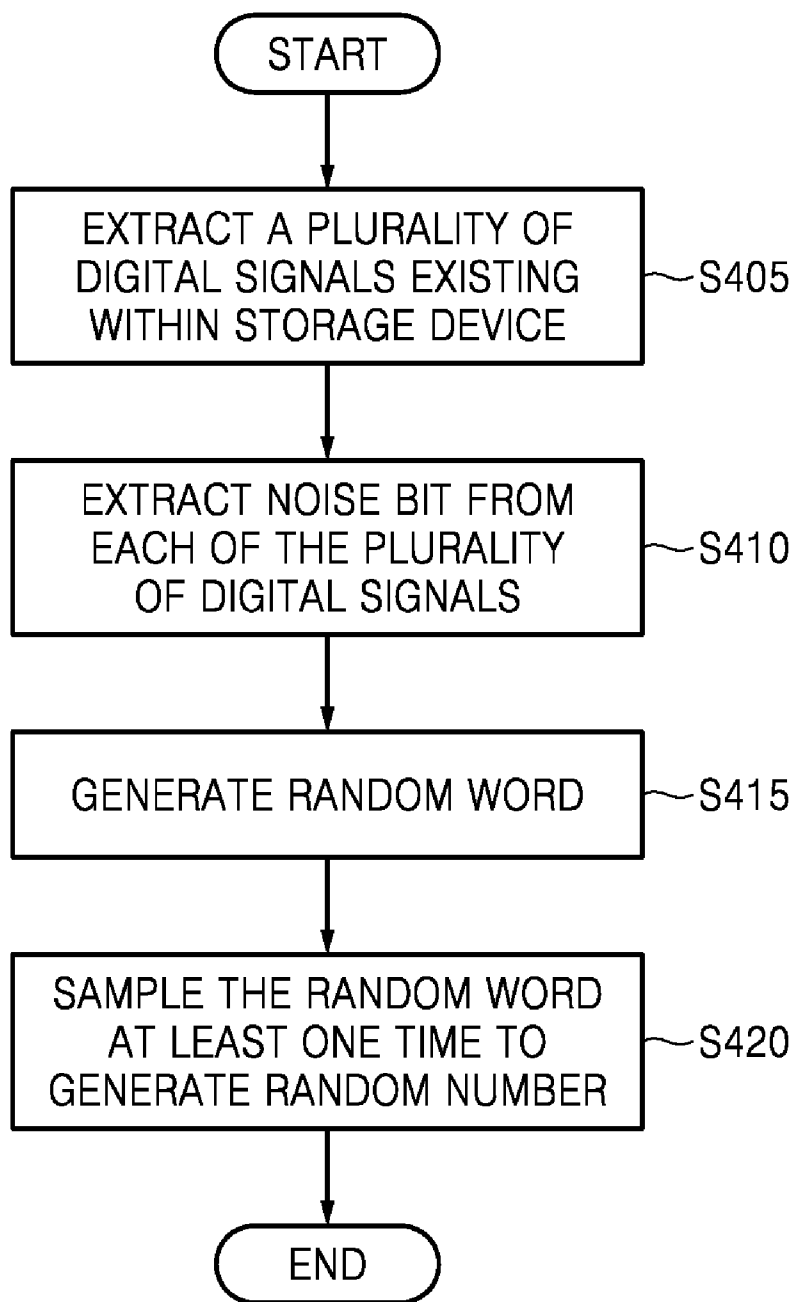 START
EXTRACT A PLURALITY OF
DIGITAL SIGNALS EXISTING
WITHIN STORAGE DEVICE
S405
EXTRACT NOISE BIT FROM
EACH OF THE PLURALITY
OF DIGITAL SIGNALS
S410
GENERATE RANDOM WORD
S415
SAMPLE THE RANDOM WORD
AT LEAST ONE TIME TO
GENERATE RANDOM NUMBER
S420
END